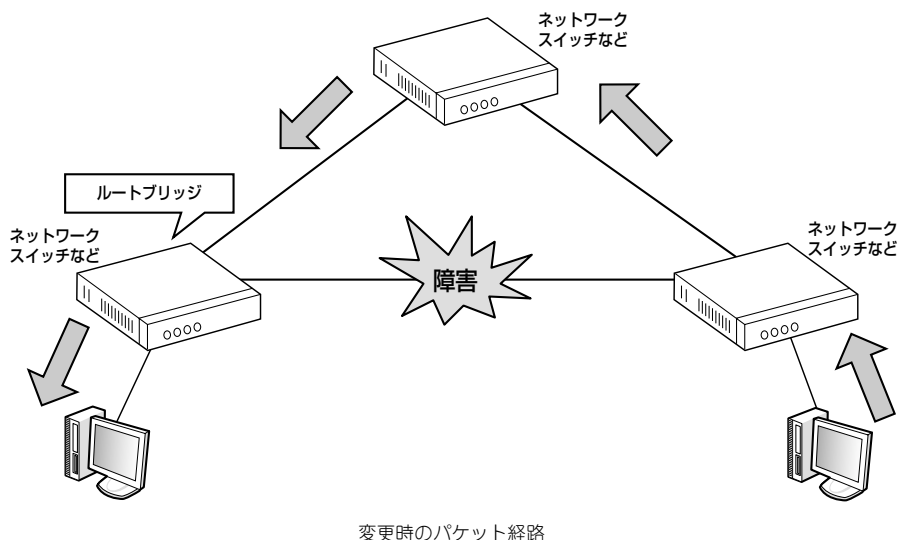 ネットワーク
スイッチなど
ルートブリッジ
ネットワーク
スイッチなど
障害
ネットワーク
スイッチなど
変更時のパケット経路